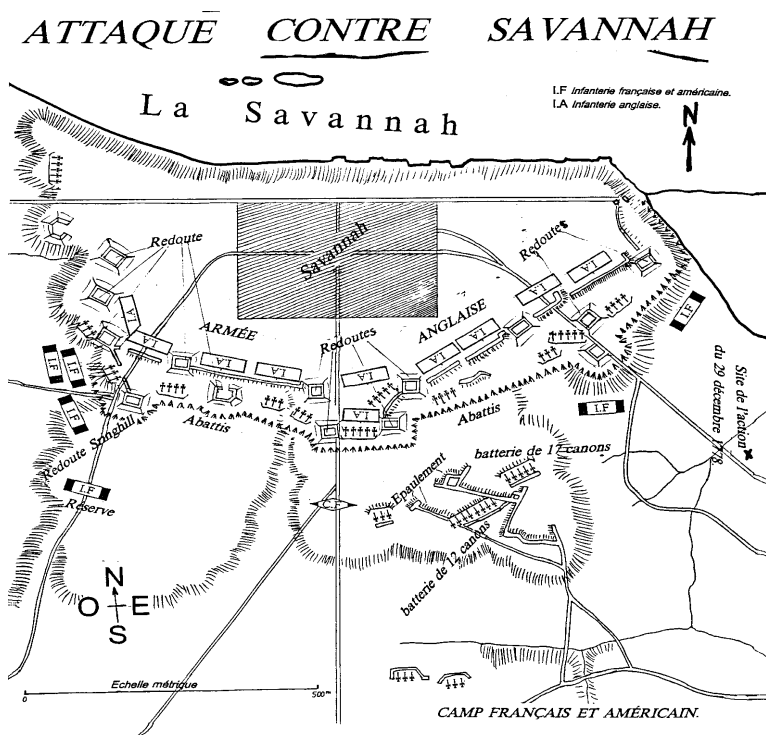 ATTAQUE CONTRE SAVANNAH
La Savannah
I.F Infanterie française et américaine.
I.A Infanterie anglaise.
N
Redoute
Savannah
Redoutes
I.A
I.A
I.A
ARMÉE
ANGLAISE
I.A
I.A
I.A
Redoutes
I.A
I.A
I.A
I.A
I.F
I.F
I.F
I.F
I.F
Abattis
Abattis
Redoute Sringhill
Site de l'action
du 29 décembre 1778
batterie de 17 canons
Epaulement
batterie de 12 canons
I.F
Réserve
N
O E
S
Echelle métrique
0 500m
CAMP FRANÇAIS ET AMÉRICAIN.